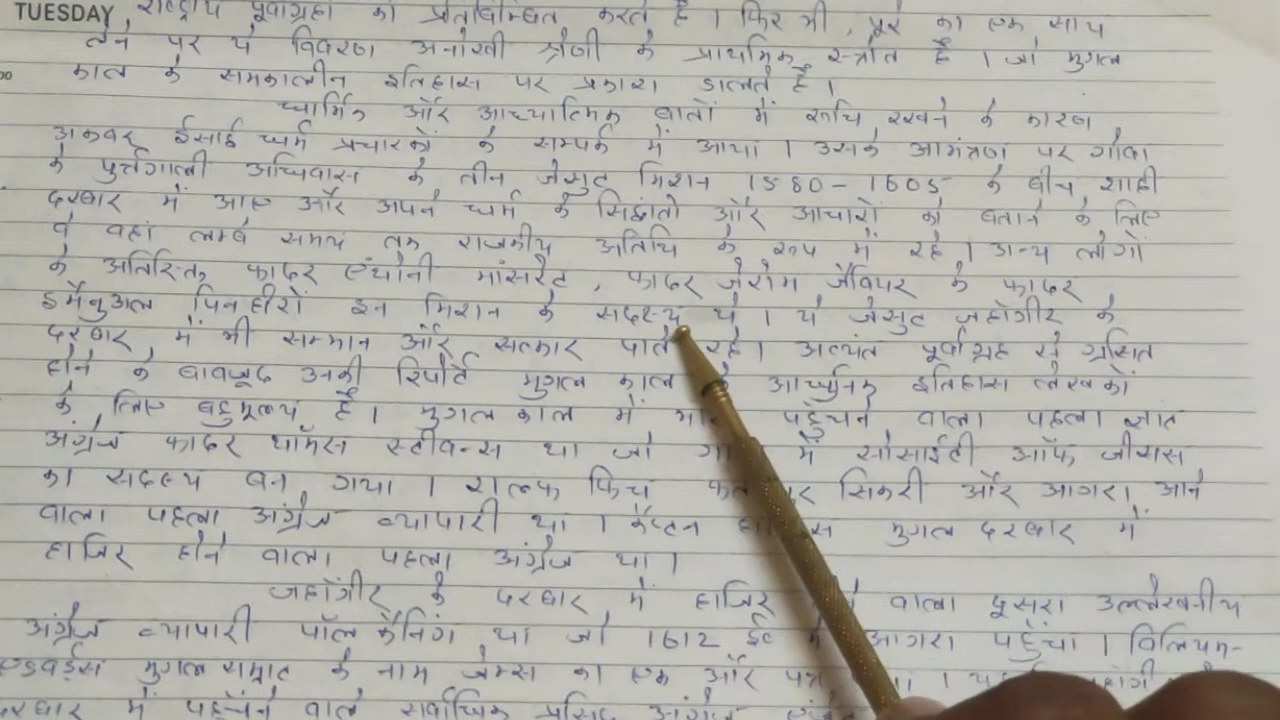 TUESDAY राष्ट्रीय पूर्वाग्रहों को प्रतिबिम्बित करते हैं । फिर भी, पूरे को एक साथ
लेने पर ये विवरण अनोखी श्रेणी के प्राथमिक स्त्रोत हैं । जो मुगल
काल के समकालीन इतिहास पर प्रकाश डालते हैं ।
धार्मिक और आध्यात्मिक बातों में रूचि रखने के कारण
अकबर ईसाई धर्म प्रचारकों के सम्पर्क में आया । उसके आमंत्रण पर गोवा
के पुर्तगाली अधिवास के तीन जेसुट मिशन 1580-1605 के बीच शाही
दरबार में आए और अपने धर्म के सिद्धांतो और आचारों को बताने के लिए
वे वहां लम्बे समय तक राजकीय अतिथि के रूप में रहे । अन्य लोगों
के अतिरिक्त फादर एंथोनी मांसरेट, फादर जेरोम जेवियर के फादर
इमैनुअल पिनहीरो इन मिशन के सदस्य थे । ये जेसुट जहाँगीर के
दरबार में भी सम्मान और सत्कार पाते रहे । अत्यंत पूर्वाग्रह से ग्रसित
होने के बावजूद उनकी रिपोर्ट मुगल काल के आधुनिक इतिहास लेखकों
के लिए बहुमूल्य है । मुगल काल में पहुँचने वाला पहला ज्ञात
अंग्रेज फादर थॉमस स्टीवन्स था जो में सोसाईटी ऑफ जीसस
का सदस्य बन गया । राल्फ फिच सिकरी और आगरा आने
वाला पहला अंग्रेज व्यापारी था । कैप्टन मुगल दरबार में
हाजिर होने वाला पहला अंग्रेज था ।
जहाँगीर के दरबार में हाजिर वाला दूसरा उल्लेखनीय
अंग्रेज व्यापारी पॉल कैनिंग था जो 1612 ई० में आगरा पहुँचा । विलियम-
एडवर्ड्स मुगल सम्राट के नाम जेम्स का एक और पत्र
दरबार में पहुँचने वाले सर्वाधिक प्रसिद्ध अंग्रेज